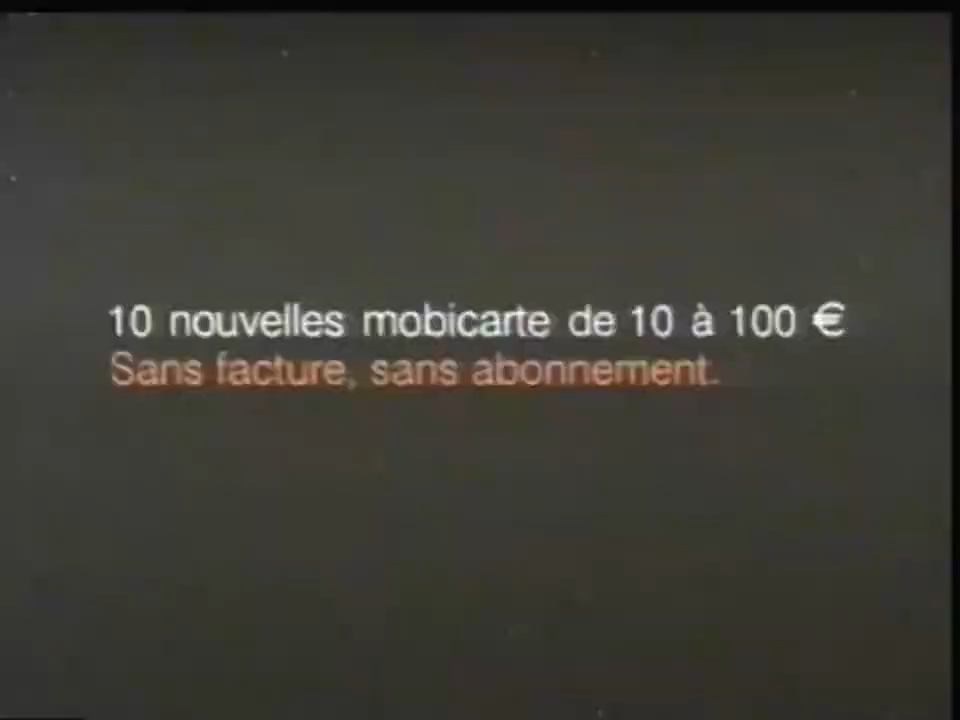 10 nouvelles mobicarte de 10 à 100 €
Sans facture, sans abonnement.